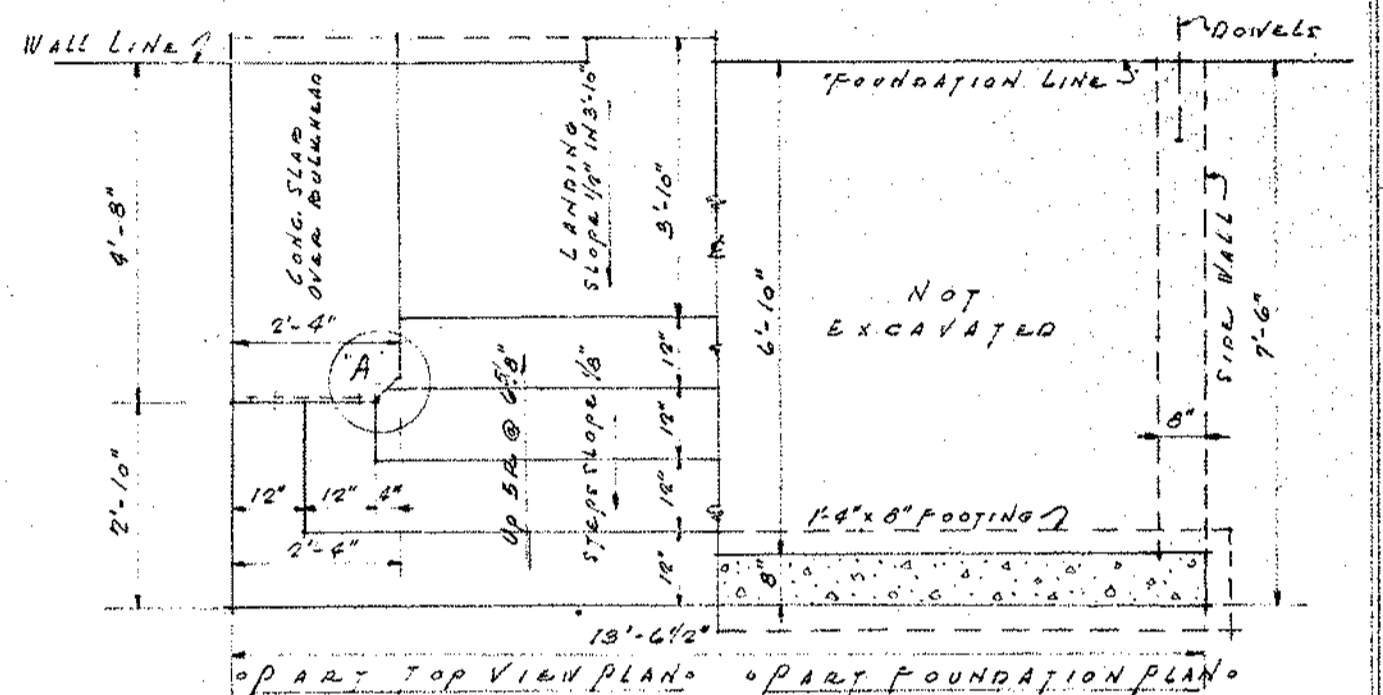 WALL LINE
DOWELS
"FOUNDATION LINE
4'-8"
CONC. SLAB
OVER BULKHEAD
LANDING
SLOPE 1/2" IN 3'-10"
3'-10"
6'-10"
NOT
EXCAVATED
SIDE WALL
7'-6"
2'-4"
"A"
UP 5R @ 6 5/8"
STEPS SLOPE 1/8"
12"
12"
12"
12"
8"
2'-10"
12"
12"
4"
2'-4"
1'-4" x 8" FOOTING
8"
13'-6 1/2"
PART TOP VIEW PLAN
PART FOUNDATION PLAN